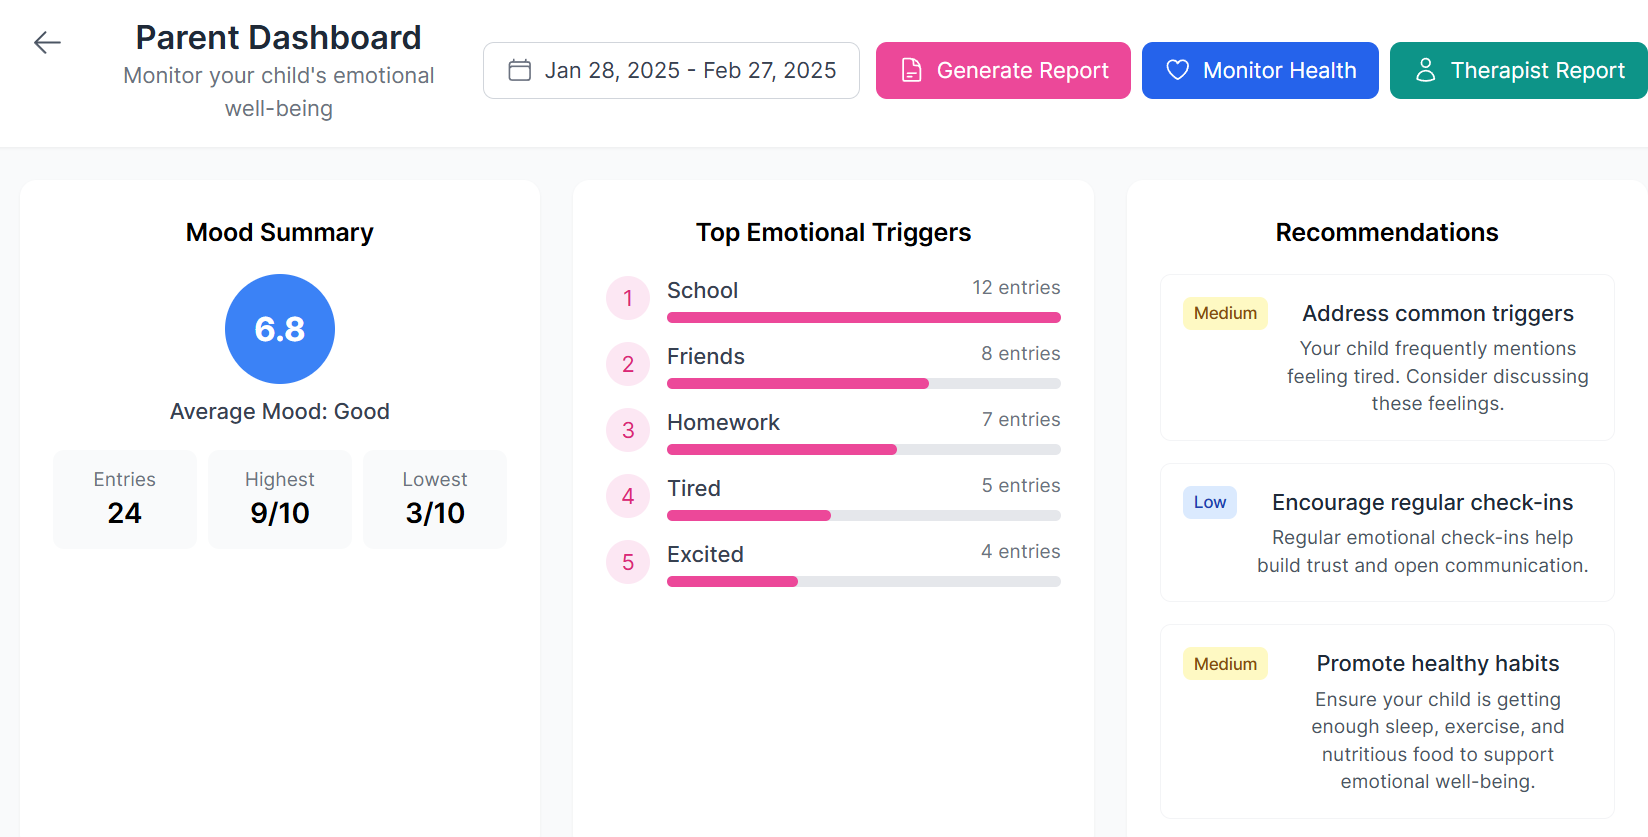 Parent Dashboard
Monitor your child's emotional
well-being
Jan 28, 2025 - Feb 27, 2025
Generate Report
Monitor Health
Therapist Report
Mood Summary
6.8
Average Mood: Good
Entries
24
Highest
9/10
Lowest
3/10
Top Emotional Triggers
1
School
12 entries
2
Friends
8 entries
3
Homework
7 entries
4
Tired
5 entries
5
Excited
4 entries
Recommendations
Medium
Address common triggers
Your child frequently mentions
feeling tired. Consider discussing
these feelings.
Low
Encourage regular check-ins
Regular emotional check-ins help
build trust and open communication.
Medium
Promote healthy habits
Ensure your child is getting
enough sleep, exercise, and
nutritious food to support
emotional well-being.